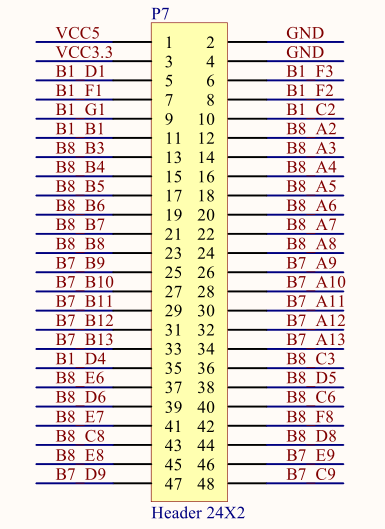 P7
VCC5 1 2 GND
VCC3.3 3 4 GND
B1 D1 5 6 B1 F3
B1 F1 7 8 B1 F2
B1 G1 9 10 B1 C2
B1 B1 11 12 B8 A2
B8 B3 13 14 B8 A3
B8 B4 15 16 B8 A4
B8 B5 17 18 B8 A5
B8 B6 19 20 B8 A6
B8 B7 21 22 B8 A7
B8 B8 23 24 B8 A8
B7 B9 25 26 B7 A9
B7 B10 27 28 B7 A10
B7 B11 29 30 B7 A11
B7 B12 31 32 B7 A12
B7 B13 33 34 B7 A13
B1 D4 35 36 B8 C3
B8 E6 37 38 B8 D5
B8 D6 39 40 B8 C6
B8 E7 41 42 B8 F8
B8 C8 43 44 B8 D8
B8 E8 45 46 B7 E9
B7 D9 47 48 B7 C9
Header 24X2